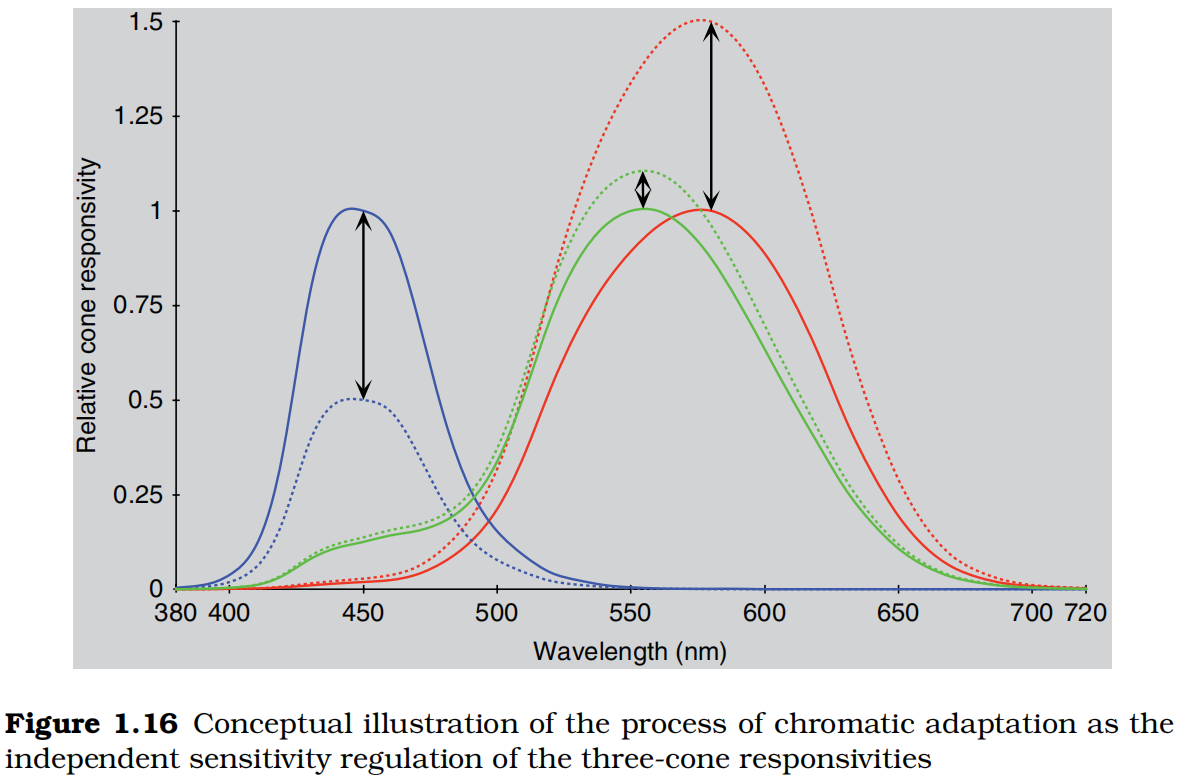 1.5
1.25
1
0.75
0.5
0.25
0
Relative cone responsivity
380 400 450 500 550 600 650 700 720
Wavelength (nm)
Figure 1.16 Conceptual illustration of the process of chromatic adaptation as the
independent sensitivity regulation of the three-cone responsivities